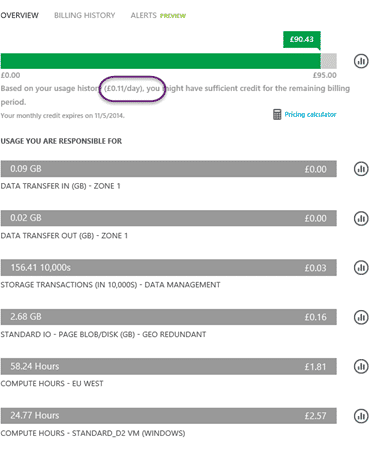 OVERVIEW BILLING HISTORY ALERTS PREVIEW
£90.43
£0.00 £95.00
Based on your usage history (£0.11/day), you might have sufficient credit for the remaining billing
period.
Your monthly credit expires on 11/5/2014. Pricing calculator
USAGE YOU ARE RESPONSIBLE FOR
0.09 GB £0.00
DATA TRANSFER IN (GB) - ZONE 1
0.02 GB £0.00
DATA TRANSFER OUT (GB) - ZONE 1
156.41 10,000s £0.03
STORAGE TRANSACTIONS (IN 10,000S) - DATA MANAGEMENT
2.68 GB £0.16
STANDARD IO - PAGE BLOB/DISK (GB) - GEO REDUNDANT
58.24 Hours £1.81
COMPUTE HOURS - EU WEST
24.77 Hours £2.57
COMPUTE HOURS - STANDARD_D2 VM (WINDOWS)